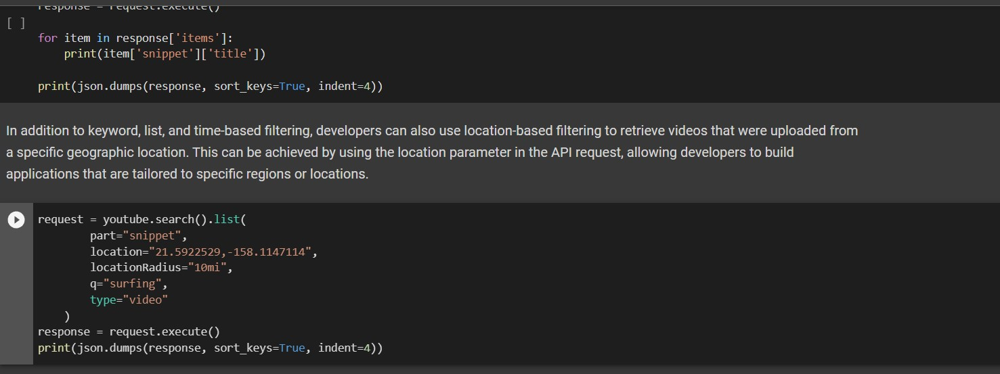 response = request.execute()
[ ]
for item in response['items']:
    print(item['snippet']['title'])
print(json.dumps(response, sort_keys=True, indent=4))
In addition to keyword, list, and time-based filtering, developers can also use location-based filtering to retrieve videos that were uploaded from
a specific geographic location. This can be achieved by using the location parameter in the API request, allowing developers to build
applications that are tailored to specific regions or locations.
request = youtube.search().list(
        part="snippet",
        location="21.5922529,-158.1147114",
        locationRadius="10mi",
        q="surfing",
        type="video"
    )
response = request.execute()
print(json.dumps(response, sort_keys=True, indent=4))